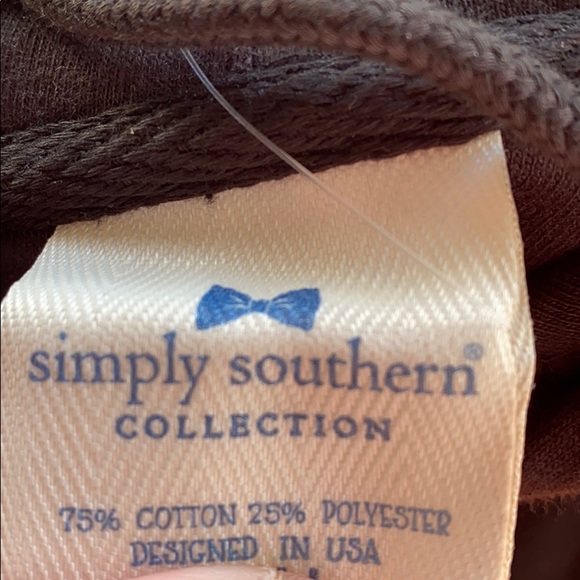 simply southern®
COLLECTION
75% COTTON 25% POLYESTER
DESIGNED IN USA